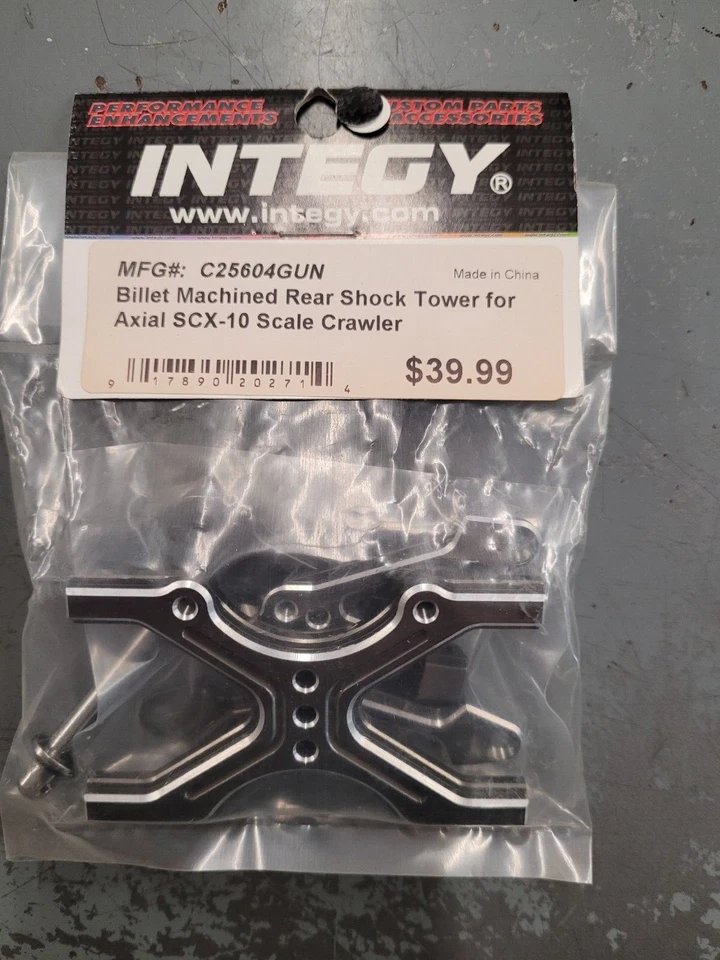 PERFORMANCE
ENHANCEMENTS
CUSTOM PARTS
ACCESSORIES
INTEGY®
www.integy.com
MFG#: C25604GUN
Made in China
Billet Machined Rear Shock Tower for
Axial SCX-10 Scale Crawler
9 17890 20271 4
$39.99